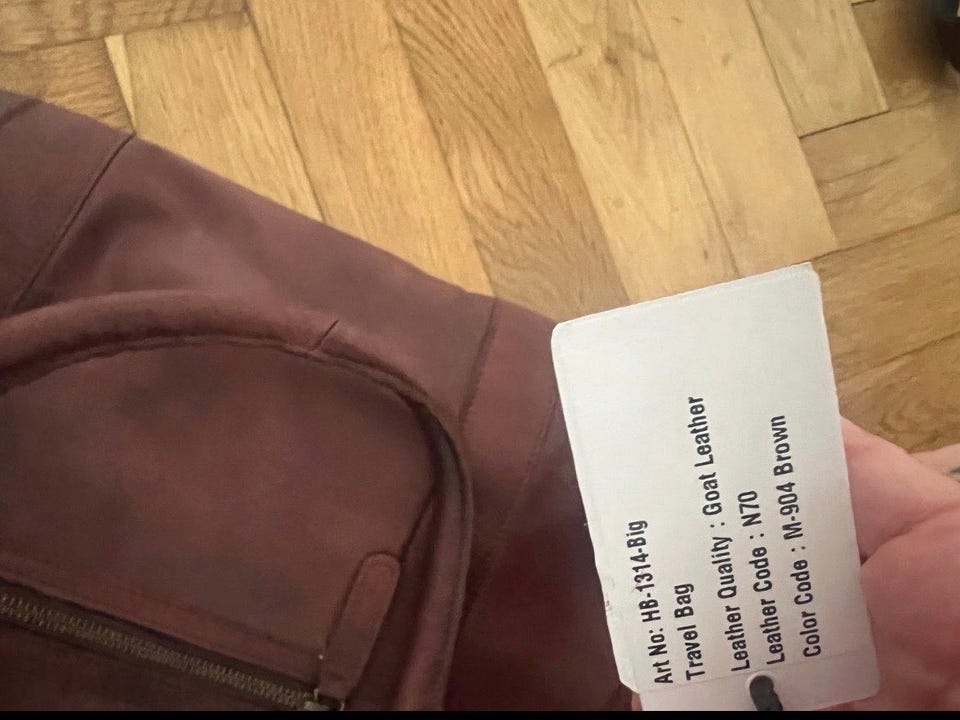 Art No: HB-1314-Big
Travel Bag
Leather Quality : Goat Leather
Leather Code : N70
Color Code : M-904 Brown